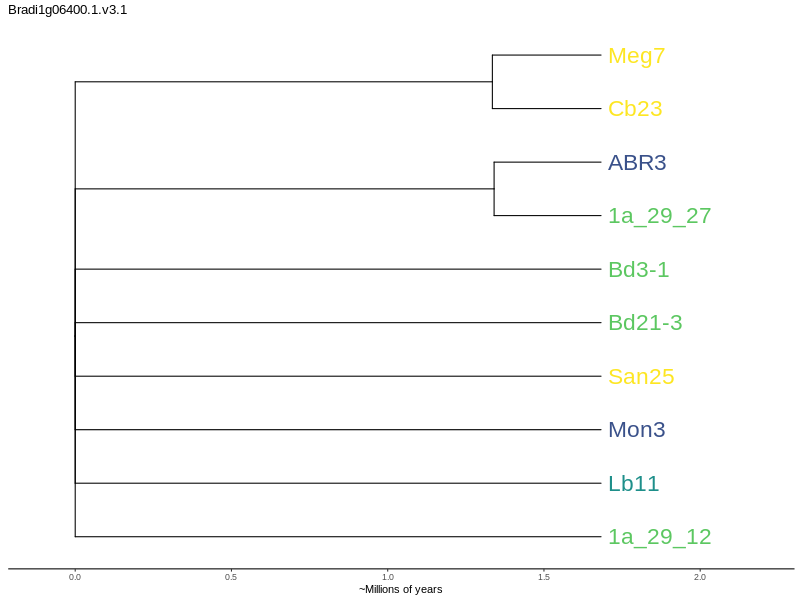 Bradi1g06400.1.v3.1
Meg7
Cb23
ABR3
1a_29_27
Bd3-1
Bd21-3
San25
Mon3
Lb11
1a_29_12
0.0 0.5 1.0 1.5 2.0
~Millions of years